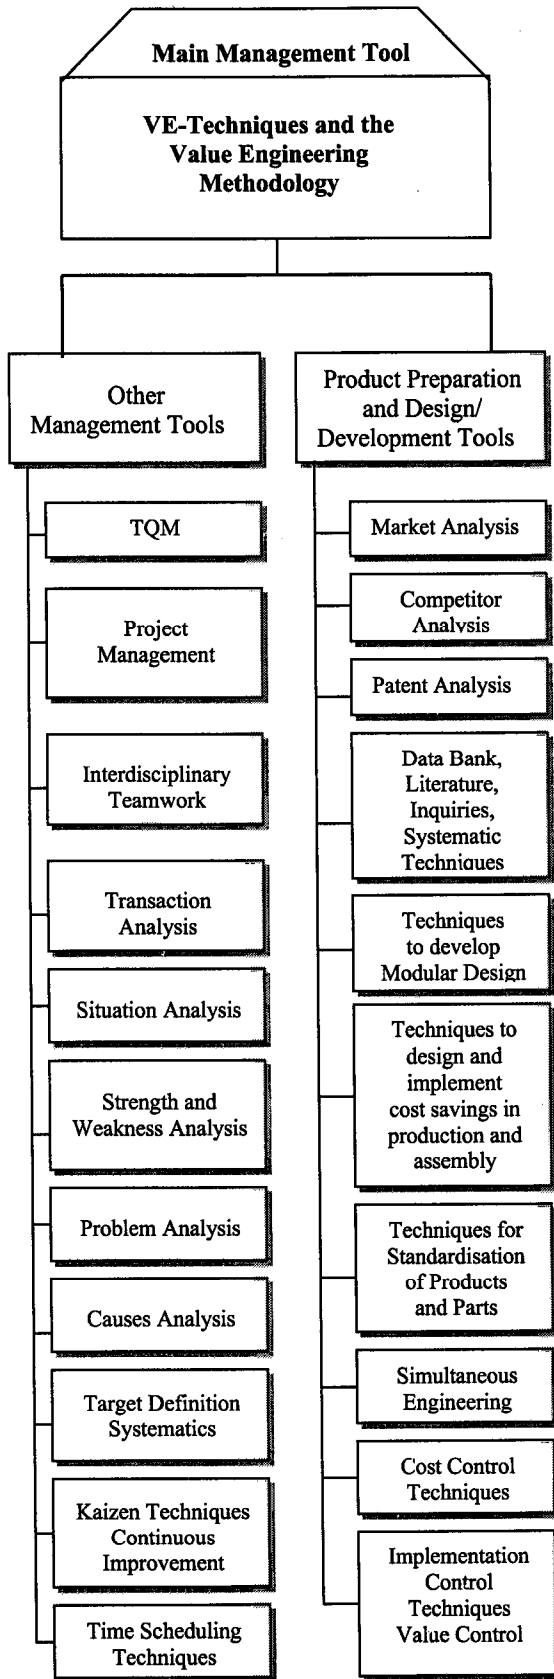 Main Management Tool
VE-Techniques and the
Value Engineering
Methodology
Other
Management Tools
TQM
Project
Management
Interdisciplinary
Teamwork
Transaction
Analysis
Situation Analysis
Strength and
Weakness Analysis
Problem Analysis
Causes Analysis
Target Definition
Systematics
Kaizen Techniques
Continuous
Improvement
Time Scheduling
Techniques
Product Preparation
and Design/
Development Tools
Market Analysis
Competitor
Analysis
Patent Analysis
Data Bank,
Literature,
Inquiries,
Systematic
Techniques
Techniques
to develop
Modular Design
Techniques to
design and
implement
cost savings in
production and
assembly
Techniques for
Standardisation
of Products
and Parts
Simultaneous
Engineering
Cost Control
Techniques
Implementation
Control
Techniques
Value Control